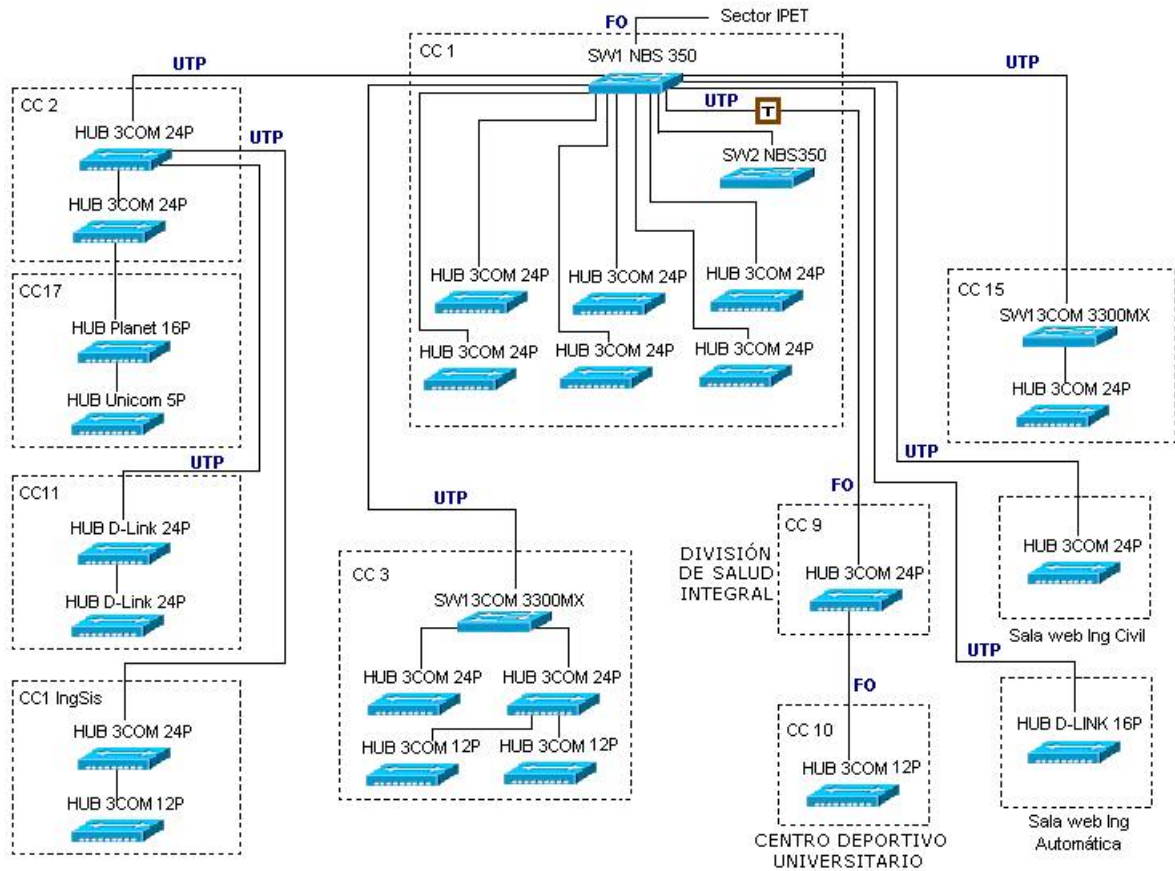 Sector IPET
FO
CC 1
SW1 NBS 350
UTP
UTP
UTP
T
SW2 NBS350
HUB 3COM 24P
HUB 3COM 24P
HUB 3COM 24P
HUB 3COM 24P
HUB 3COM 24P
HUB 3COM 24P
CC 2
HUB 3COM 24P
UTP
HUB 3COM 24P
CC17
HUB Planet 16P
HUB Unicom 5P
UTP
CC11
HUB D-Link 24P
HUB D-Link 24P
CC1 IngSis
HUB 3COM 24P
HUB 3COM 12P
UTP
CC 3
SW13COM 3300MX
HUB 3COM 24P
HUB 3COM 24P
HUB 3COM 12P
HUB 3COM 12P
FO
CC 9
DIVISIÓN
DE SALUD
INTEGRAL
HUB 3COM 24P
FO
CC 10
HUB 3COM 12P
CENTRO DEPORTIVO
UNIVERSITARIO
CC 15
SW13COM 3300MX
HUB 3COM 24P
UTP
HUB 3COM 24P
Sala web Ing Civil
UTP
HUB D-LINK 16P
Sala web Ing
Automática